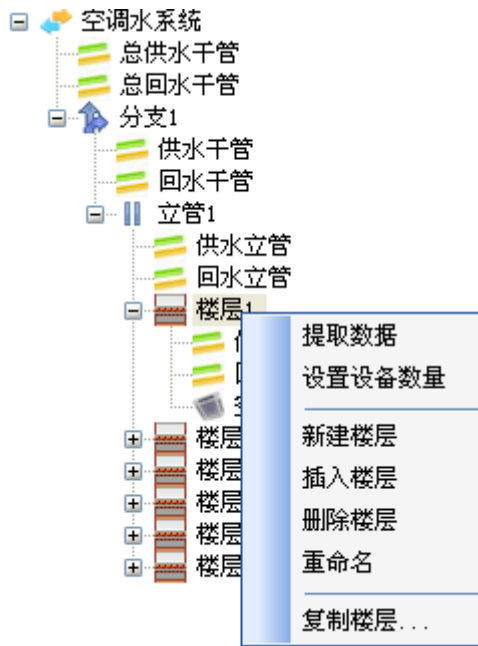 空调水系统
总供水干管
总回水干管
分支1
供水干管
回水干管
立管1
供水立管
回水立管
楼层1
提取数据
设置设备数量
新建楼层
插入楼层
删除楼层
重命名
复制楼层...
楼层
楼层
楼层
楼层
楼层